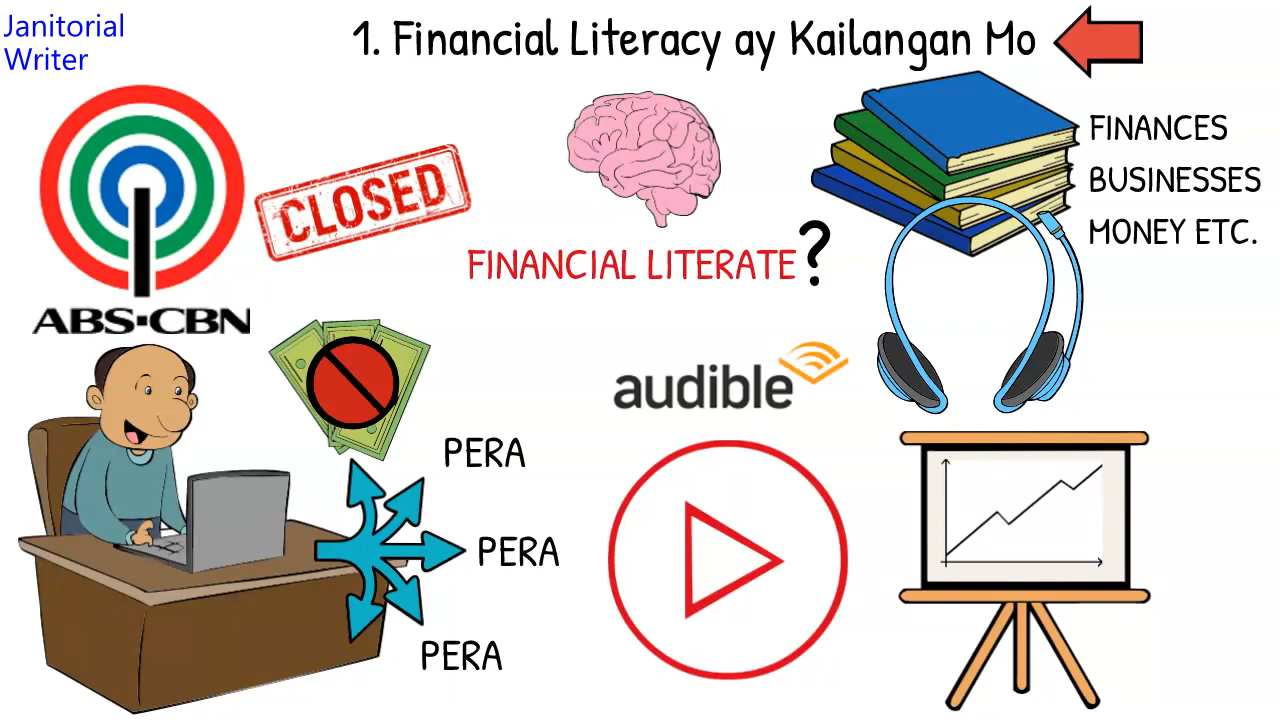 Janitorial
Writer
1. Financial Literacy ay Kailangan Mo
CLOSED
ABS-CBN
FINANCIAL LITERATE?
FINANCES
BUSINESSES
MONEY ETC.
audible
PERA
PERA
PERA